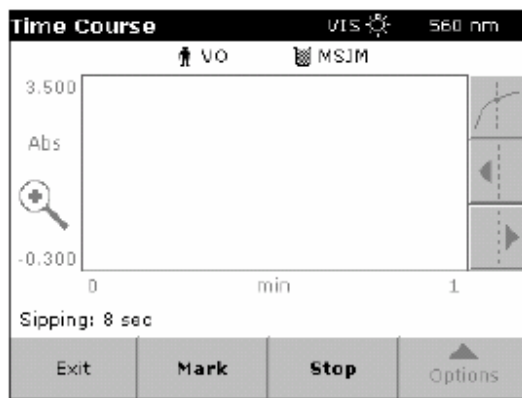 Time Course VIS 560 nm
VO MSJM
3.500
Abs
-0.300
0 min 1
Sipping: 8 sec
Exit Mark Stop Options